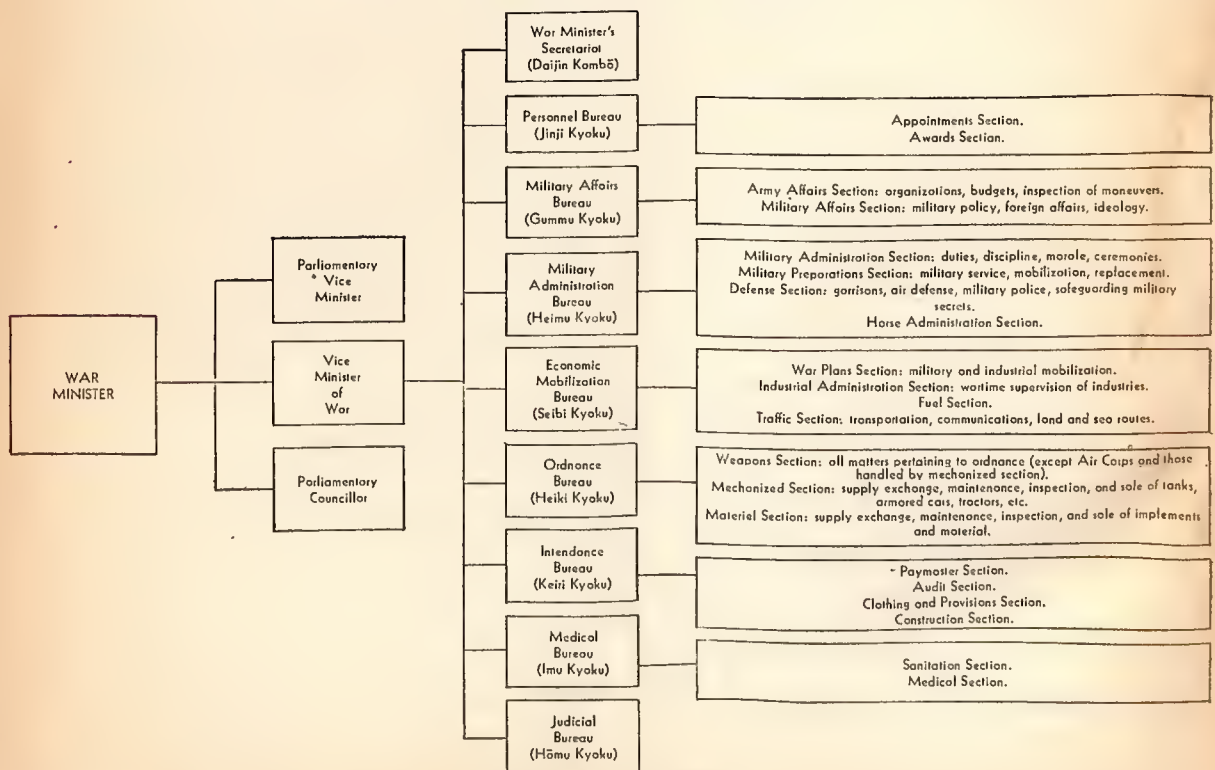 WAR
MINISTER
Parliamentary
Vice
Minister
Vice
Minister
of
War
Parliamentary
Councillor
War Minister's
Secretariat
(Daijin Kambō)
Personnel Bureau
(Jinji Kyoku)
Appointments Section.
Awards Section.
Military Affairs
Bureau
(Gummu Kyoku)
Army Affairs Section: organizations, budgets, inspection of maneuvers.
Military Affairs Section: military policy, foreign affairs, ideology.
Military
Administration
Bureau
(Heimu Kyoku)
Military Administration Section: duties, discipline, morale, ceremonies.
Military Preparations Section: military service, mobilization, replacement.
Defense Section: garrisons, air defense, military police, safeguarding military
secrets.
Horse Administration Section.
Economic
Mobilization
Bureau
(Seibi Kyoku)
War Plans Section: military and industrial mobilization.
Industrial Administration Section: wartime supervision of industries.
Fuel Section.
Traffic Section: transportation, communications, land and sea routes.
Ordnance
Bureau
(Heiki Kyoku)
Weapons Section: all matters pertaining to ordnance (except Air Corps and those
handled by mechanized section).
Mechanized Section: supply exchange, maintenance, inspection, and sale of tanks,
armored cars, tractors, etc.
Materiel Section: supply exchange, maintenance, inspection, and sale of implements
and material.
Intendance
Bureau
(Keiri Kyoku)
Paymaster Section.
Audit Section.
Clothing and Provisions Section.
Construction Section.
Medical
Bureau
(Imu Kyoku)
Sanitation Section.
Medical Section.
Judicial
Bureau
(Hōmu Kyoku)